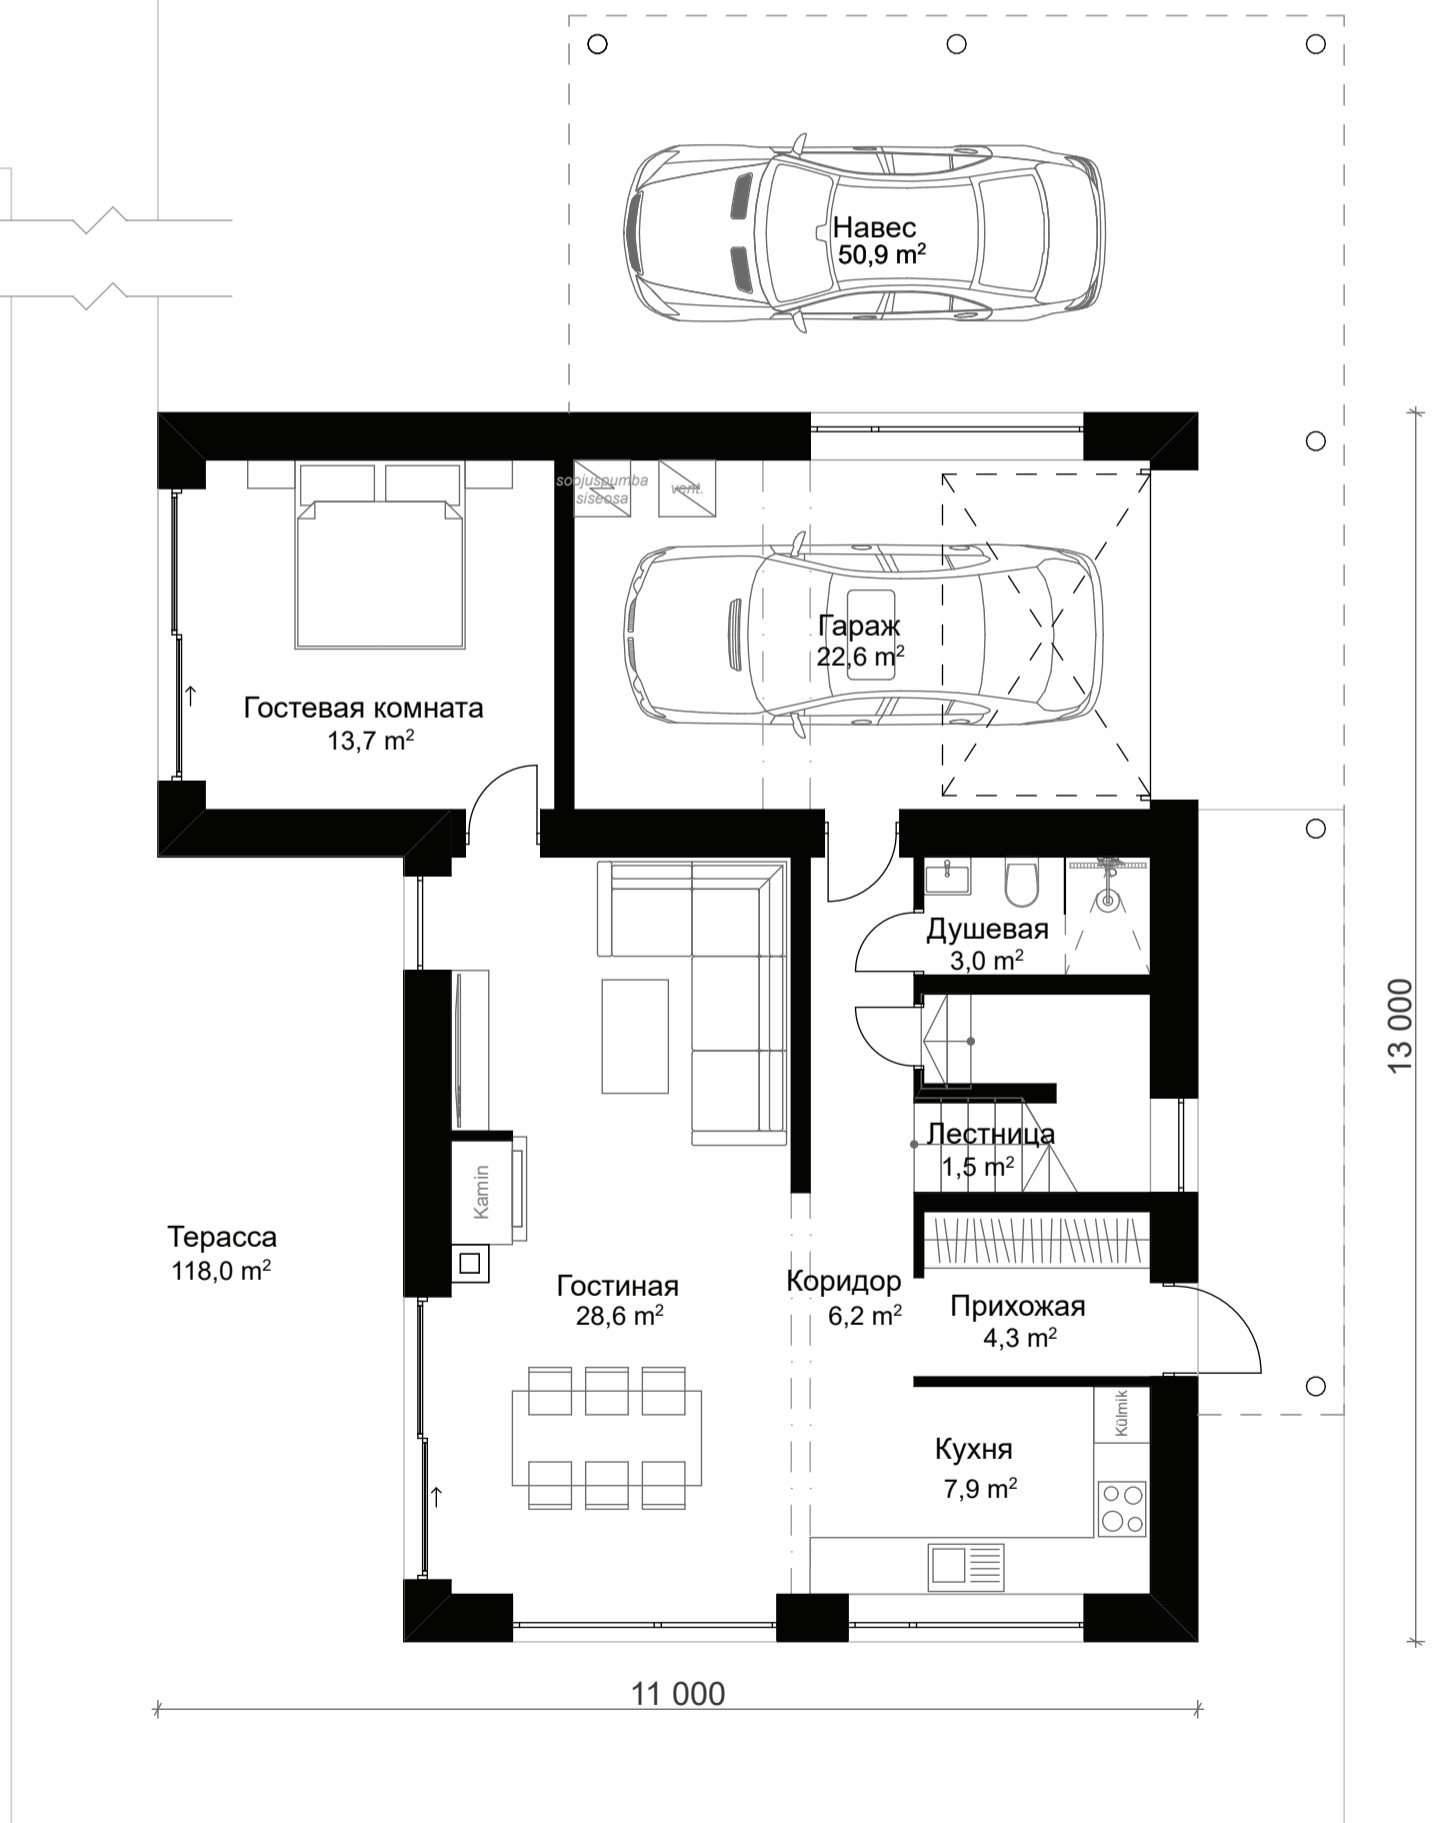 Навес
50,9 m²
soojuspumba
siseosa
vent.
Гараж
22,6 m²
Гостевая комната
13,7 m²
Душевая
3,0 m²
Лестница
1,5 m²
Kamin
Терасса
118,0 m²
Гостиная
28,6 m²
Коридор
6,2 m²
Прихожая
4,3 m²
Külmik
Кухня
7,9 m²
13 000
11 000